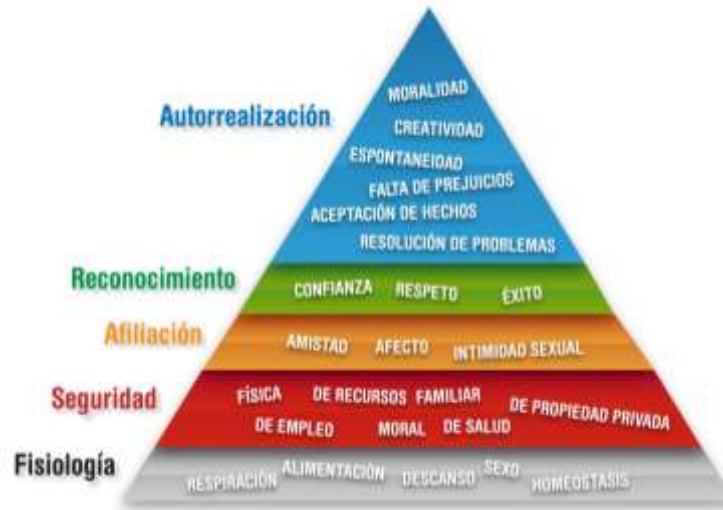 MORALIDAD
Autorrealización
CREATIVIDAD
ESPONTANEIDAD
FALTA DE PREJUICIOS
ACEPTACIÓN DE HECHOS
RESOLUCIÓN DE PROBLEMAS
Reconocimiento
CONFIANZA RESPETO ÉXITO
Afiliación
AMISTAD AFECTO INTIMIDAD SEXUAL
Seguridad
FÍSICA DE RECURSOS FAMILIAR DE PROPIEDAD PRIVADA
DE EMPLEO MORAL DE SALUD
Fisiología
RESPIRACIÓN ALIMENTACIÓN DESCANSO SEXO HOMEOSTASIS